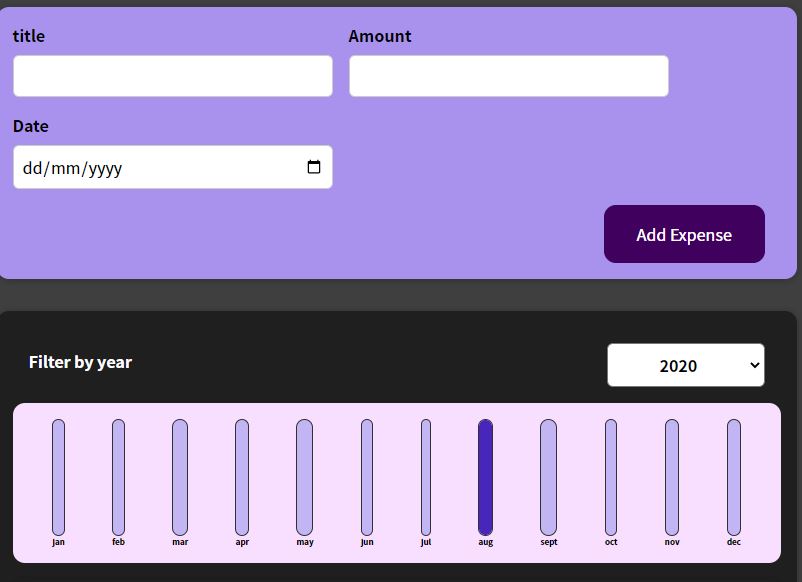 title Amount
Date
dd/mm/yyyy
Add Expense
Filter by year 2020
jan feb mar apr may jun jul aug sept oct nov dec